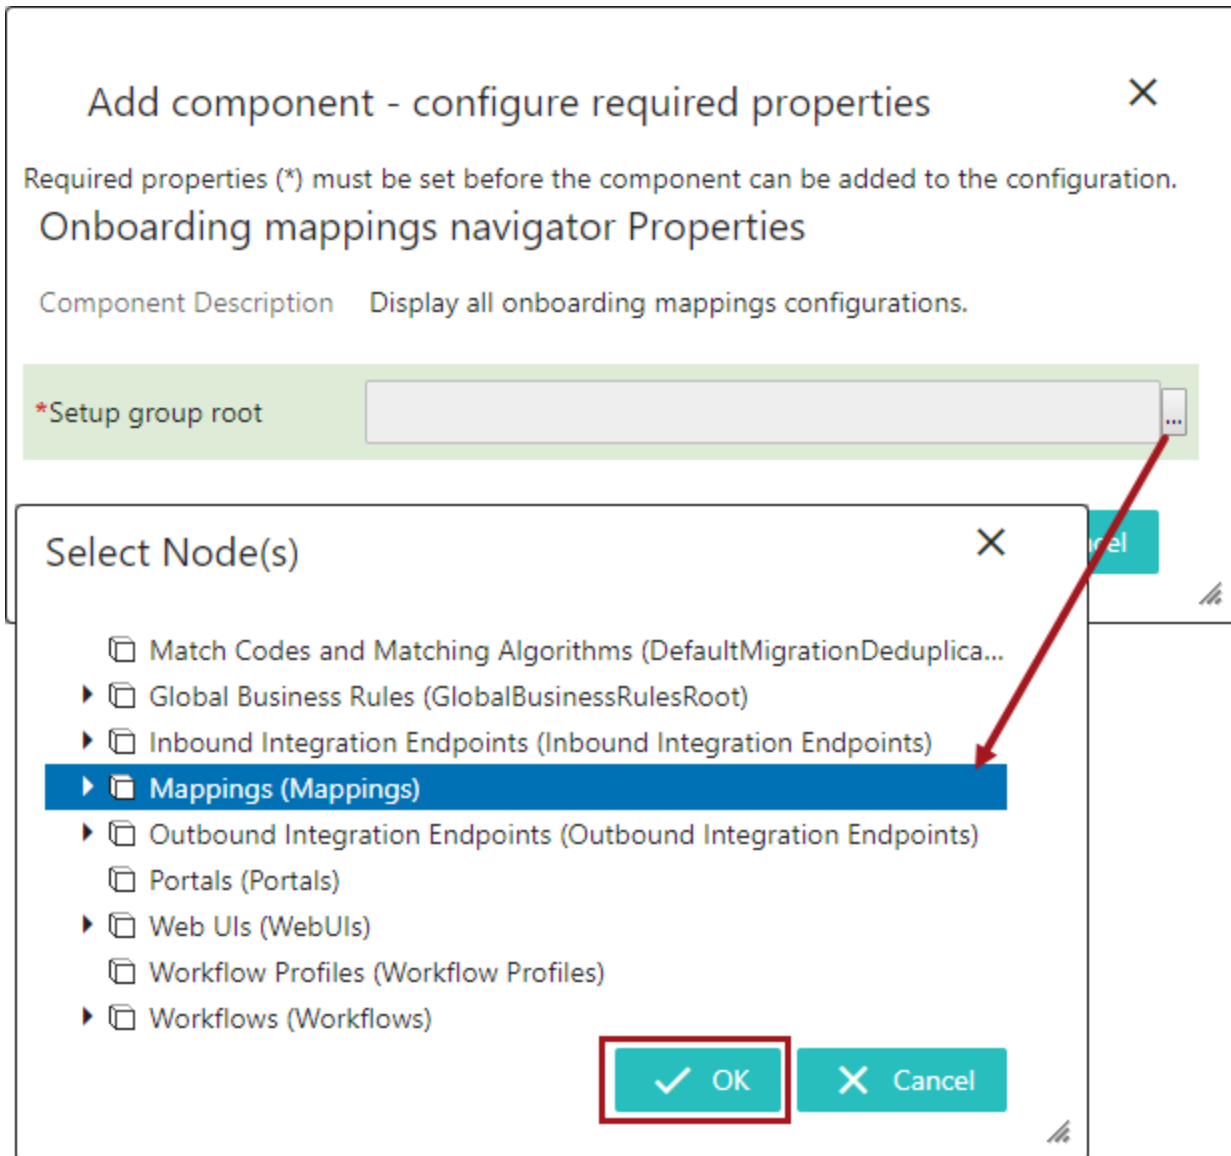 Add component - configure required properties
Required properties (*) must be set before the component can be added to the configuration.
Onboarding mappings navigator Properties
Component Description Display all onboarding mappings configurations.
*Setup group root ...
Select Node(s)
Match Codes and Matching Algorithms (DefaultMigrationDeduplica...
Global Business Rules (GlobalBusinessRulesRoot)
Inbound Integration Endpoints (Inbound Integration Endpoints)
Mappings (Mappings)
Outbound Integration Endpoints (Outbound Integration Endpoints)
Portals (Portals)
Web UIs (WebUIs)
Workflow Profiles (Workflow Profiles)
Workflows (Workflows)
OK Cancel